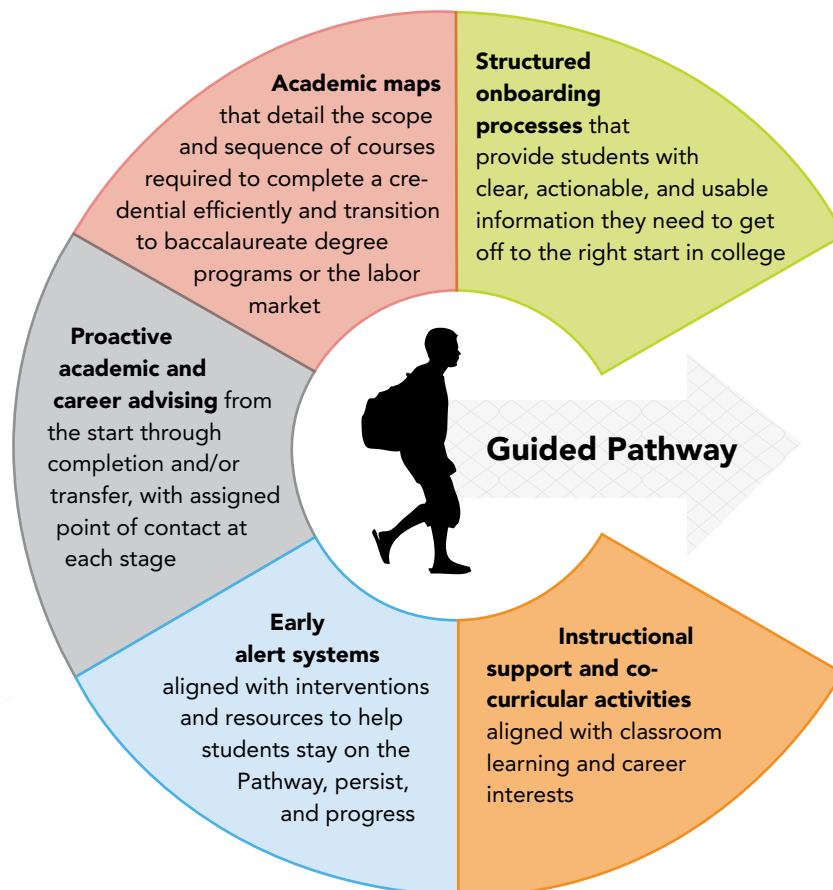 Structured
onboarding
processes that
provide students with
clear, actionable, and usable
information they need to get
off to the right start in college
Academic maps
that detail the scope
and sequence of courses
required to complete a cre-
dential efficiently and transition
to baccalaureate degree
programs or the labor
market
Proactive
academic and
career advising from
the start through
completion and/or
transfer, with assigned
point of contact at
each stage
Early
alert systems
aligned with interventions
and resources to help
students stay on the
Pathway, persist,
and progress
Instructional
support and co-
curricular activities
aligned with classroom
learning and career
interests
Guided Pathway